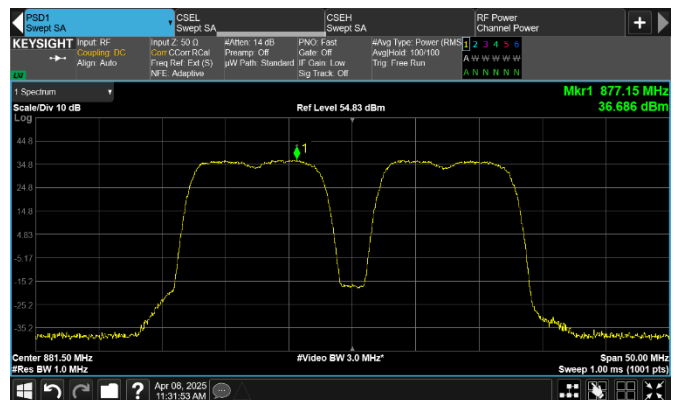 PSD1
Swept SA
CSEL
Swept SA
CSEH
Swept SA
RF Power
Channel Power
KEYSIGHT
Input: RF
Coupling: DC
Align: Auto
Input Z: 50 Ω
Corr CCorr RCal
Freq Ref: Ext (S)
NFE: Adaptive
#Atten: 14 dB
Preamp: Off
µW Path: Standard
PNO: Fast
Gate: Off
IF Gain: Low
Sig Track: Off
#Avg Type: Power (RMS)
Avg|Hold: 100/100
Trig: Free Run
1 2 3 4 5 6
A W W W W W
A N N N N N
1 Spectrum
Scale/Div 10 dB
Ref Level 54.83 dBm
Mkr1 877.15 MHz
36.686 dBm
Log
44.8
34.8
24.8
14.8
4.83
-5.17
-15.2
-25.2
-35.2
1
Center 881.50 MHz
#Video BW 3.0 MHz*
Span 50.00 MHz
#Res BW 1.0 MHz
Sweep 1.00 ms (1001 pts)
Apr 08, 2025
11:31:53 AM